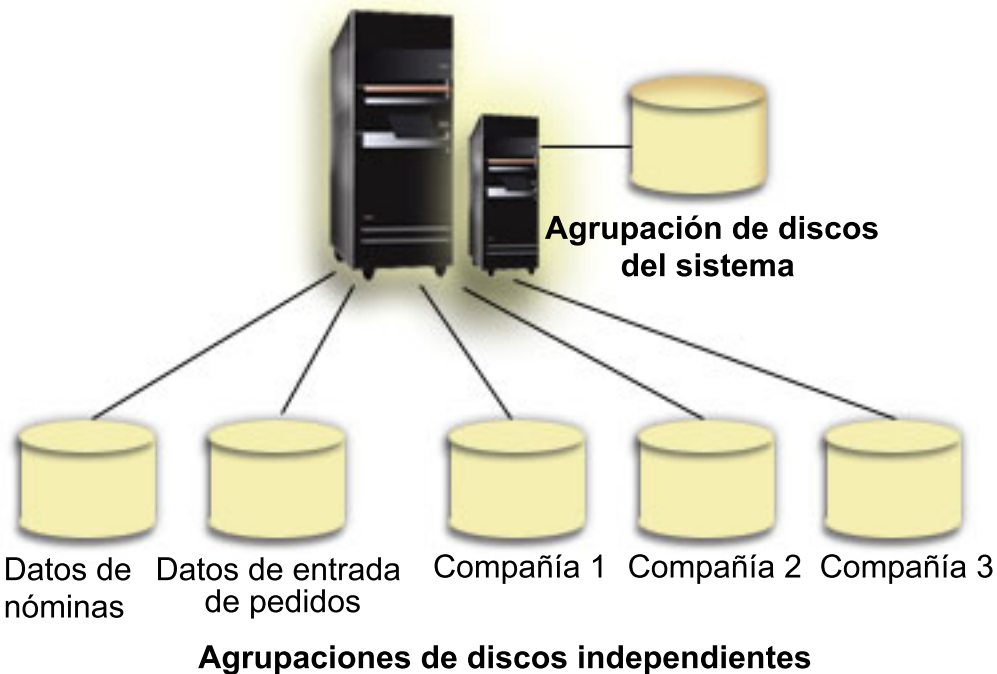 Agrupación de discos
del sistema
Datos de
nóminas
Datos de entrada
de pedidos
Compañía 1
Compañía 2
Compañía 3
Agrupaciones de discos independientes